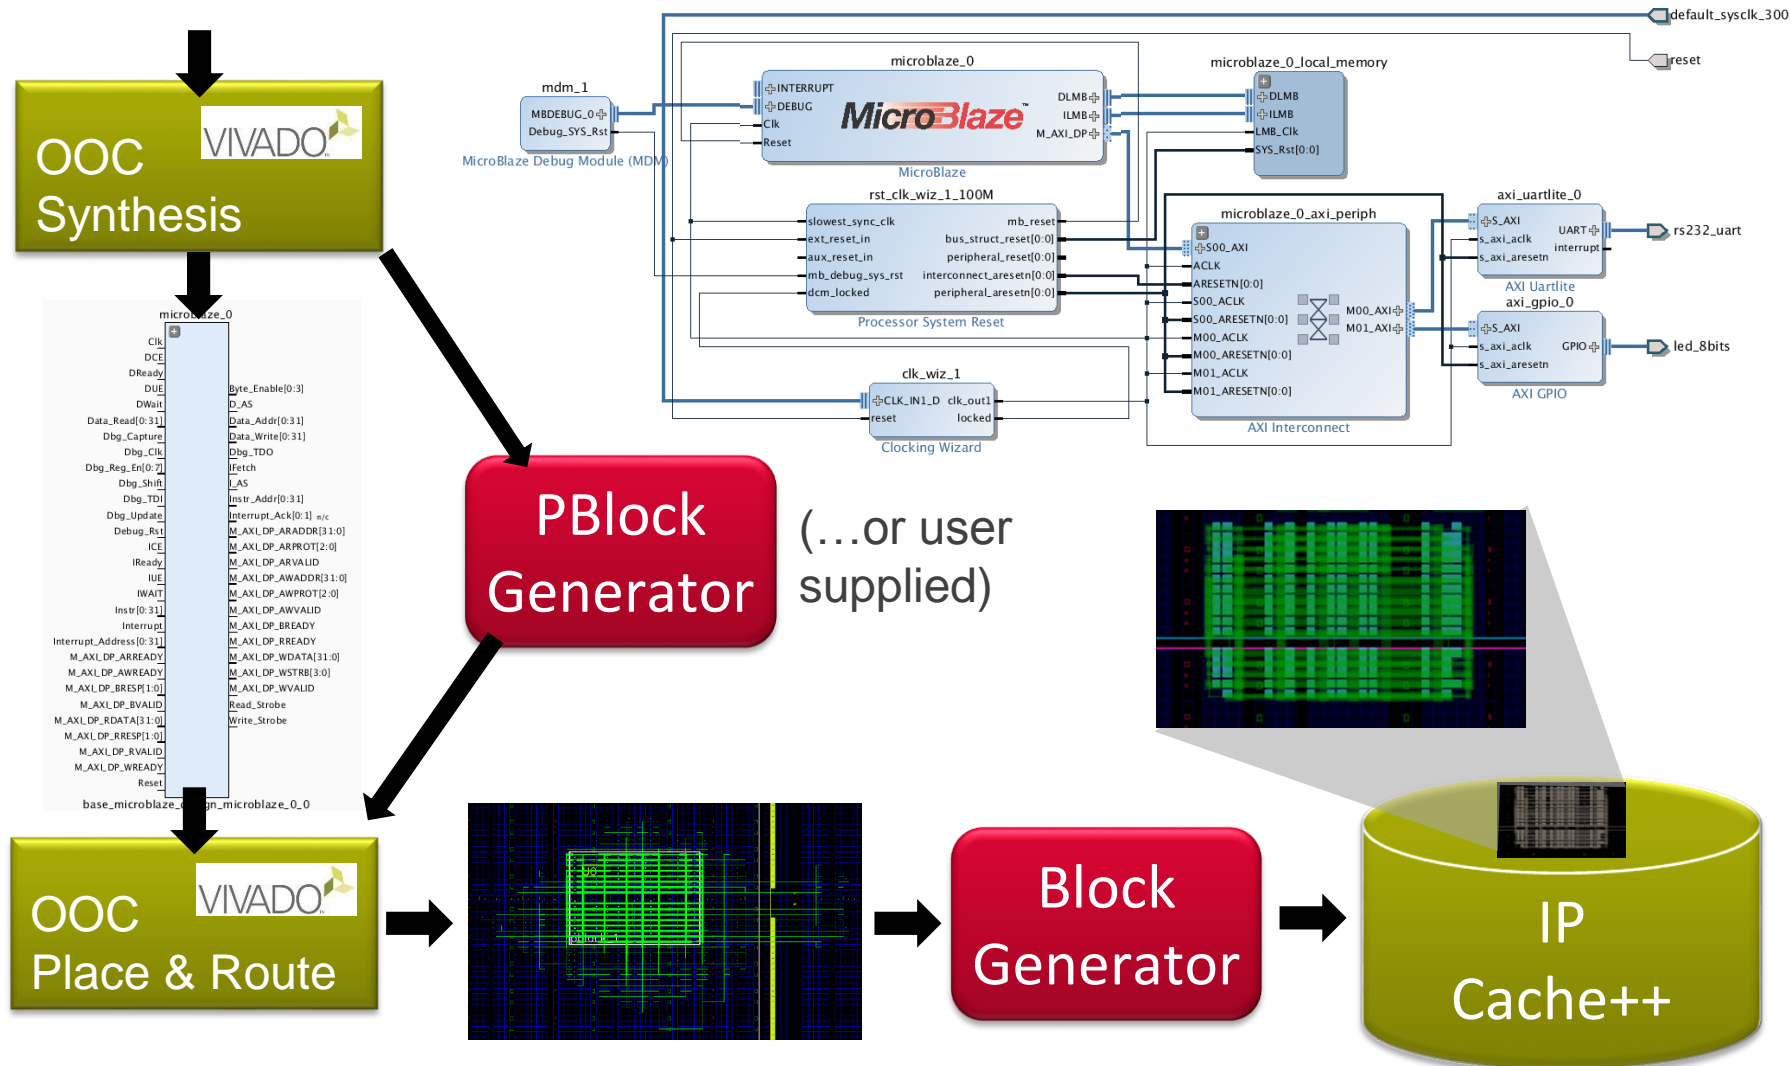 default_sysclk_300
reset
microblaze_0
INTERRUPT
DEBUG
Clk
Reset
MicroBlaze™
DLMB
ILMB
M_AXI_DP
MicroBlaze
microblaze_0_local_memory
DLMB
ILMB
LMB_Clk
SYS_Rst[0:0]
mdm_1
MBDEBUG_0
Debug_SYS_Rst
MicroBlaze Debug Module (MDM)
rst_clk_wiz_1_100M
slowest_sync_clk
ext_reset_in
aux_reset_in
mb_debug_sys_rst
dcm_locked
mb_reset
bus_struct_reset[0:0]
peripheral_reset[0:0]
interconnect_aresetn[0:0]
peripheral_aresetn[0:0]
Processor System Reset
clk_wiz_1
CLK_IN1_D
reset
clk_out1
locked
Clocking Wizard
microblaze_0_axi_periph
S00_AXI
ACLK
ARESETN[0:0]
S00_ACLK
S00_ARESETN[0:0]
M00_ACLK
M00_ARESETN[0:0]
M01_ACLK
M01_ARESETN[0:0]
M00_AXI
M01_AXI
AXI Interconnect
axi_uartlite_0
S_AXI
s_axi_aclk
s_axi_aresetn
UART
interrupt
AXI Uartlite
rs232_uart
axi_gpio_0
S_AXI
s_axi_aclk
s_axi_aresetn
GPIO
AXI GPIO
led_8bits
VIVADO
OOC
Synthesis
microblaze_0
Clk
DCE
DReady
DUE
DWait
Data_Read[0:31]
Dbg_Capture
Dbg_Clk
Dbg_Reg_En[0:7]
Dbg_Shift
Dbg_TDI
Dbg_Update
Debug_Rst
ICE
IReady
IUE
IWAIT
Instr[0:31]
Interrupt
Interrupt_Address[0:31]
M_AXI_DP_ARREADY
M_AXI_DP_AWREADY
M_AXI_DP_BRESP[1:0]
M_AXI_DP_BVALID
M_AXI_DP_RDATA[31:0]
M_AXI_DP_RRESP[1:0]
M_AXI_DP_RVALID
M_AXI_DP_WREADY
Reset
Byte_Enable[0:3]
D_AS
Data_Addr[0:31]
Data_Write[0:31]
Dbg_TDO
IFetch
I_AS
Instr_Addr[0:31]
Interrupt_Ack[0:1] n/c
M_AXI_DP_ARADDR[31:0]
M_AXI_DP_ARPROT[2:0]
M_AXI_DP_ARVALID
M_AXI_DP_AWADDR[31:0]
M_AXI_DP_AWPROT[2:0]
M_AXI_DP_AWVALID
M_AXI_DP_BREADY
M_AXI_DP_RREADY
M_AXI_DP_WDATA[31:0]
M_AXI_DP_WSTRB[3:0]
M_AXI_DP_WVALID
Read_Strobe
Write_Strobe
PBlock
Generator
(…or user
supplied)
VIVADO
OOC
Place & Route
pblock_1
Block
Generator
IP
Cache++